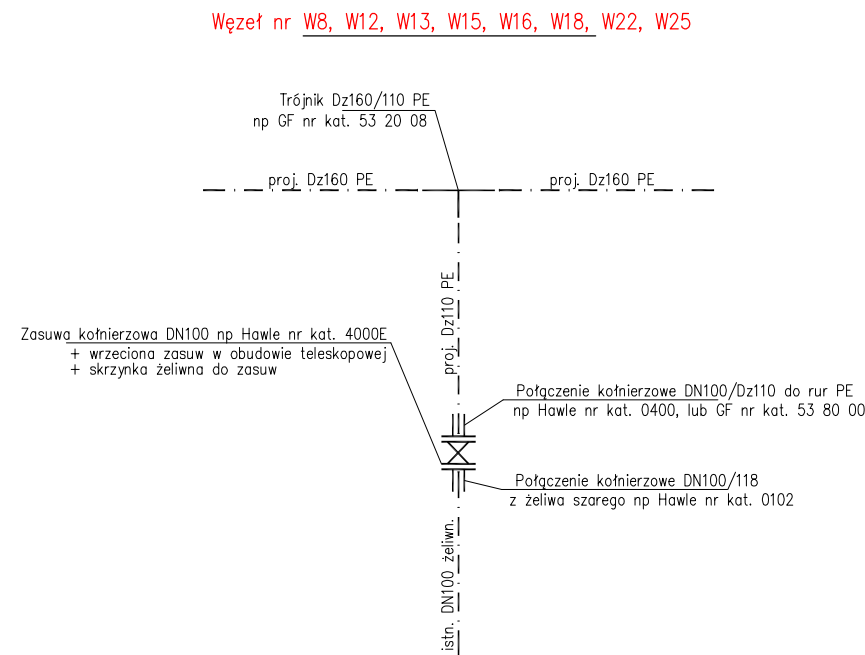 Węzeł nr W8, W12, W13, W15, W16, W18, W22, W25
Trójnik Dz160/110 PE
np GF nr kat. 53 20 08
proj. Dz160 PE
proj. Dz160 PE
proj. Dz110 PE
Zasuwa kołnierzowa DN100 np Hawle nr kat. 4000E
+ wrzeciona zasuw w obudowie teleskopowej
+ skrzynka żeliwna do zasuw
Połączenie kołnierzowe DN100/Dz110 do rur PE
np Hawle nr kat. 0400, lub GF nr kat. 53 80 00
Połączenie kołnierzowe DN100/118
z żeliwa szarego np Hawle nr kat. 0102
istn. DN100 żeliwn.